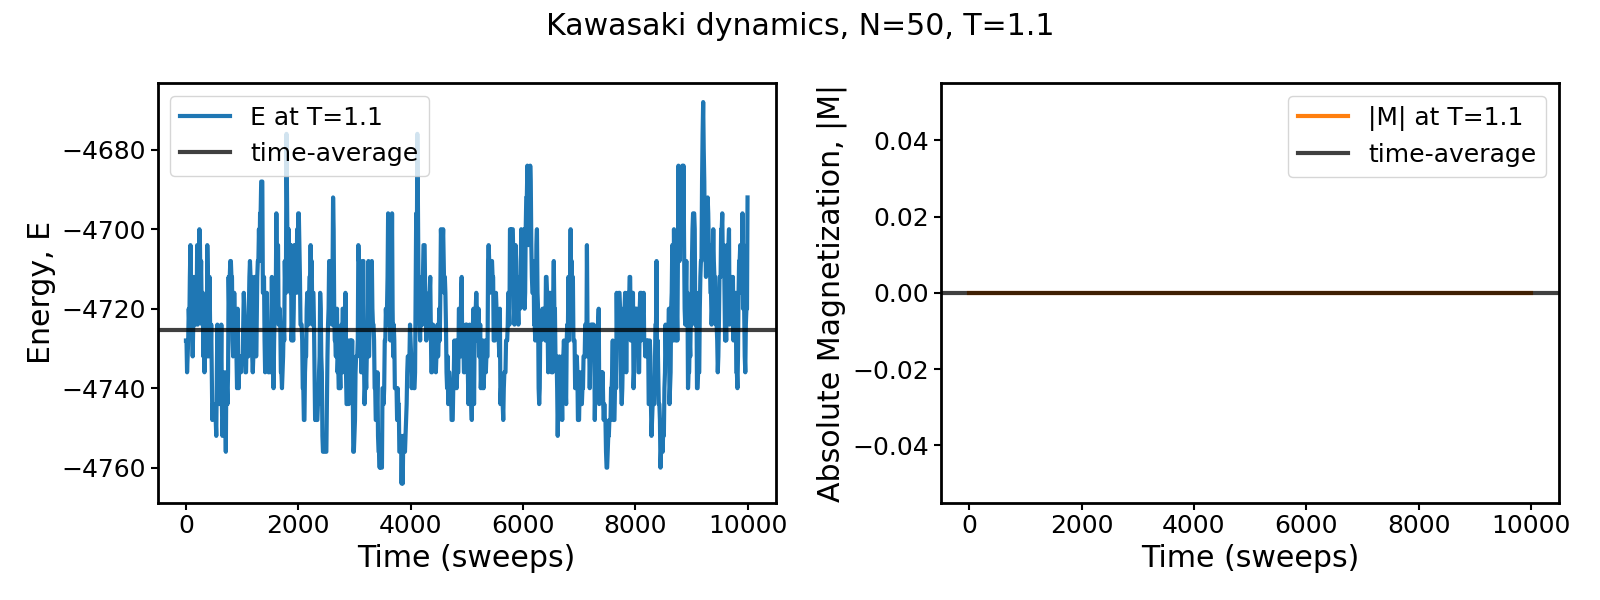 Kawasaki dynamics, N=50, T=1.1
Energy, E
−4680
−4700
−4720
−4740
−4760
E at T=1.1
time-average
0 2000 4000 6000 8000 10000
Time (sweeps)
Absolute Magnetization, |M|
0.04
0.02
0.00
−0.02
−0.04
|M| at T=1.1
time-average
0 2000 4000 6000 8000 10000
Time (sweeps)